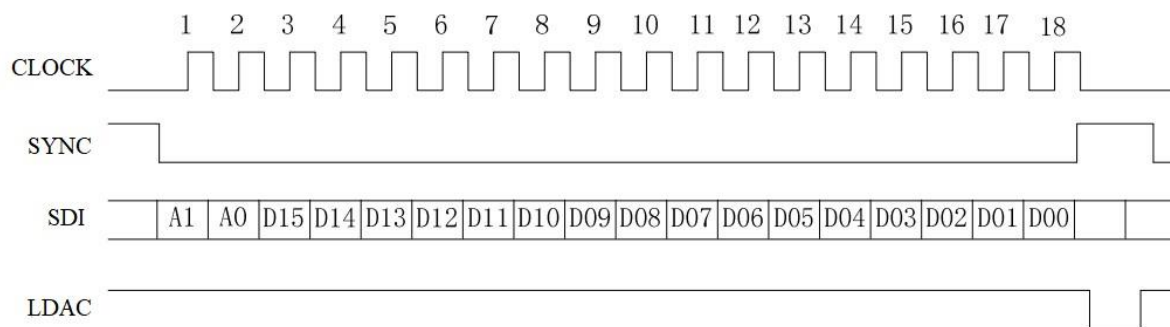 1 2 3 4 5 6 7 8 9 10 11 12 13 14 15 16 17 18
CLOCK
SYNC
SDI A1 A0 D15 D14 D13 D12 D11 D10 D09 D08 D07 D06 D05 D04 D03 D02 D01 D00
LDAC